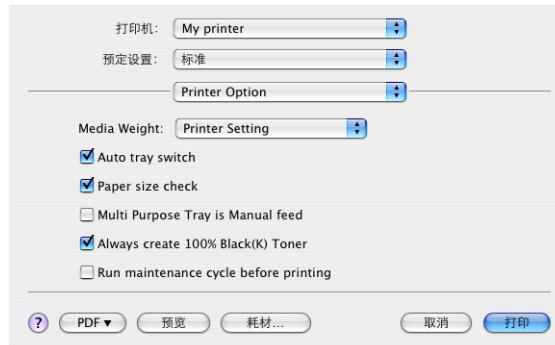 打印机: My printer
预定设置: 标准
Printer Option
Media Weight: Printer Setting
Auto tray switch
Paper size check
Multi Purpose Tray is Manual feed
Always create 100% Black(K) Toner
Run maintenance cycle before printing
? PDF ▼ 预览 耗材... 取消 打印